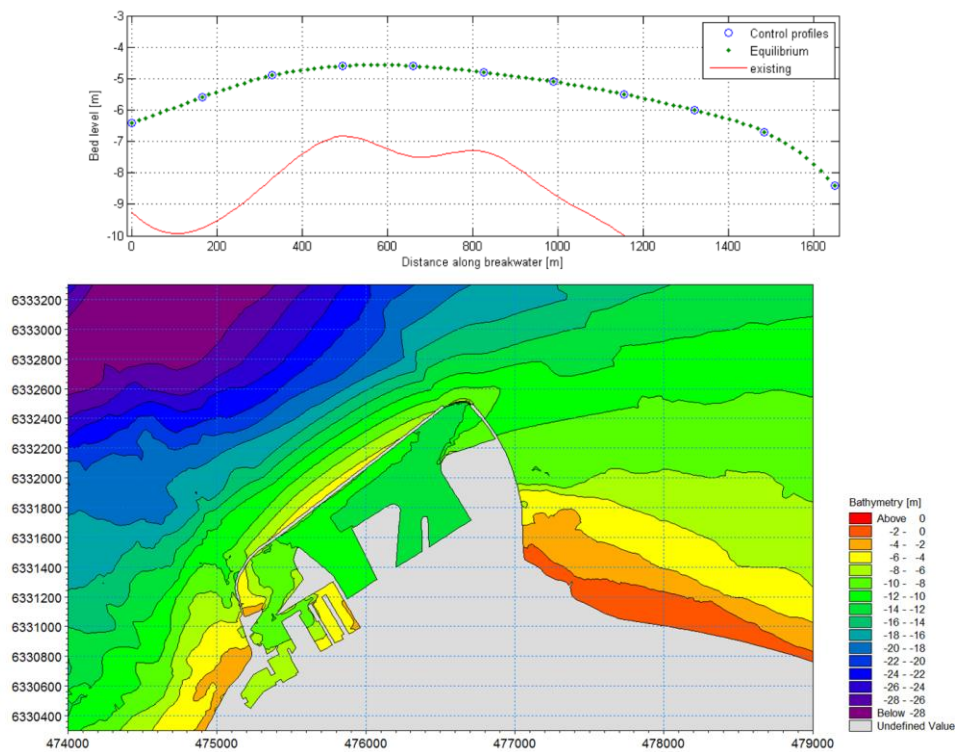 -3
-4
-5
-6
-7
-8
-9
-10
Bed level [m]
Control profiles
Equilibrium
existing
0 200 400 600 800 1000 1200 1400 1600
Distance along breakwater [m]
6333200
6333000
6332800
6332600
6332400
6332200
6332000
6331800
6331600
6331400
6331200
6331000
6330800
6330600
6330400
474000 475000 476000 477000 478000 479000
Bathymetry [m]
Above 0
-2 - 0
-4 - -2
-6 - -4
-8 - -6
-10 - -8
-12 - -10
-14 - -12
-16 - -14
-18 - -16
-20 - -18
-22 - -20
-24 - -22
-26 - -24
-28 - -26
Below -28
Undefined Value